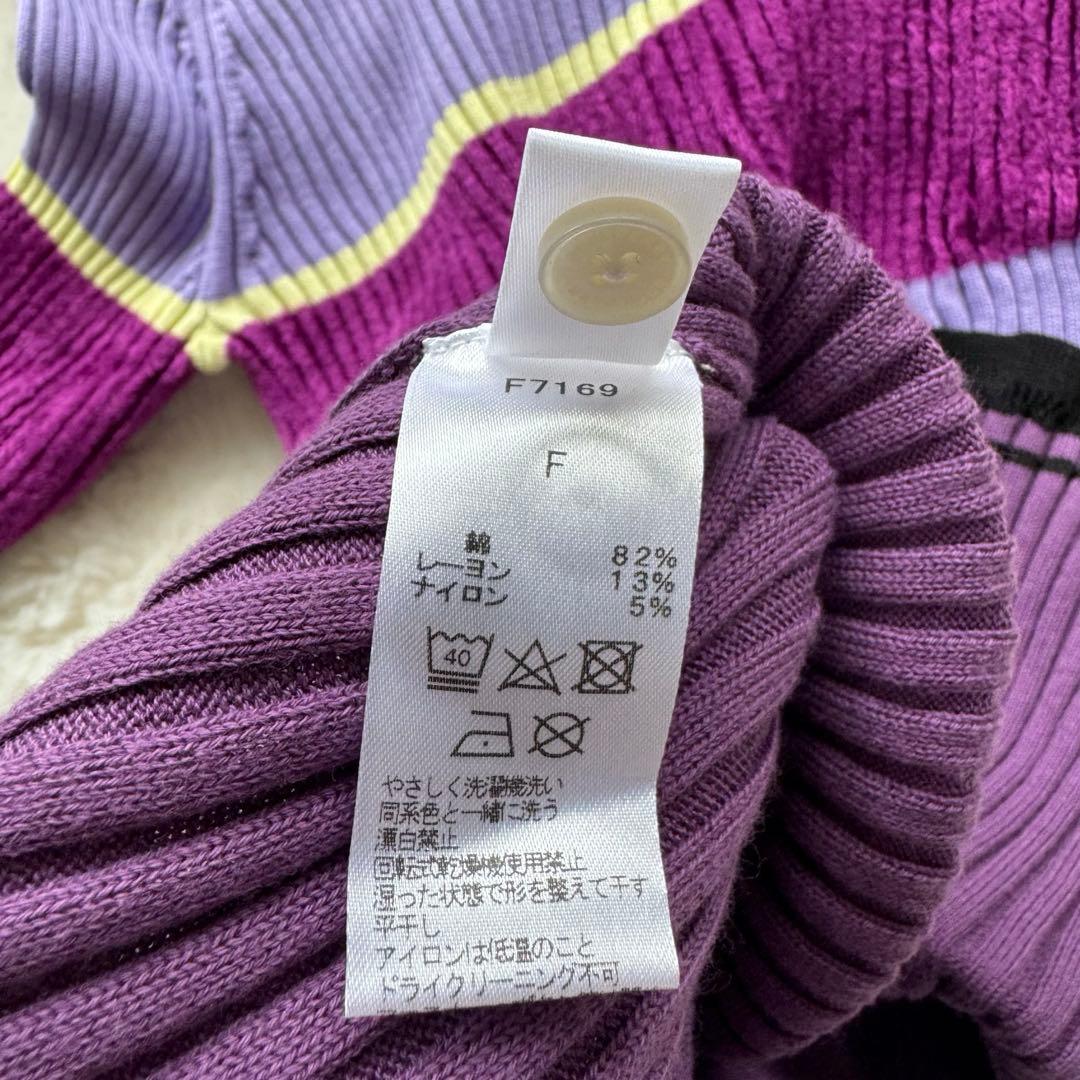 F7169
F
綿 82%
レーヨン 13%
ナイロン 5%
40
やさしく洗濯機洗い
同系色と一緒に洗う
漂白禁止
回転式乾燥機使用禁止
湿った状態で形を整えて干す
平干し
アイロンは低温のこと
ドライクリーニング不可